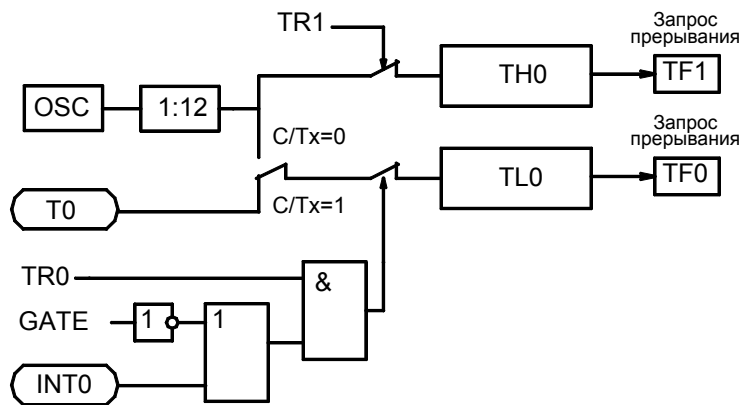 TR1
Запрос
прерывания
OSC
1:12
TH0
TF1
C/Tx=0
Запрос
прерывания
T0
C/Tx=1
TL0
TF0
TR0
&
GATE
1
1
INT0